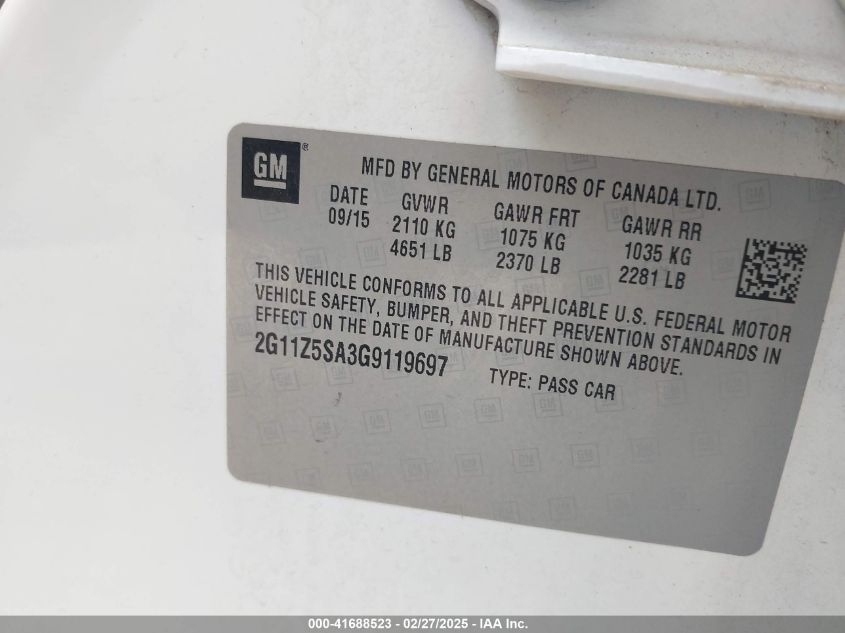 GM ®
MFD BY GENERAL MOTORS OF CANADA LTD.
DATE GVWR GAWR FRT GAWR RR
09/15 2110 KG 1075 KG 1035 KG
4651 LB 2370 LB 2281 LB
THIS VEHICLE CONFORMS TO ALL APPLICABLE U.S. FEDERAL MOTOR
VEHICLE SAFETY, BUMPER, AND THEFT PREVENTION STANDARDS IN
EFFECT ON THE DATE OF MANUFACTURE SHOWN ABOVE.
2G11Z5SA3G9119697 TYPE: PASS CAR
000-41688523 - 02/27/2025 - IAA Inc.